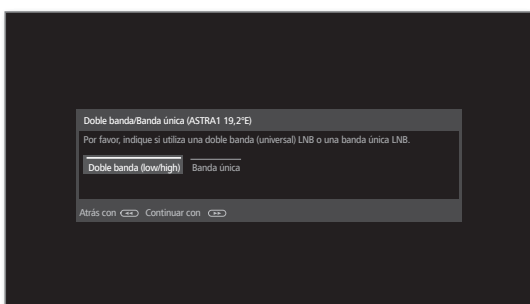 Doble banda/Banda única (ASTRA1 19,2°E)
Por favor, indique si utiliza una doble banda (universal) LNB o una banda única LNB.
Doble banda (low/high) Banda única
Atrás con Continuar con